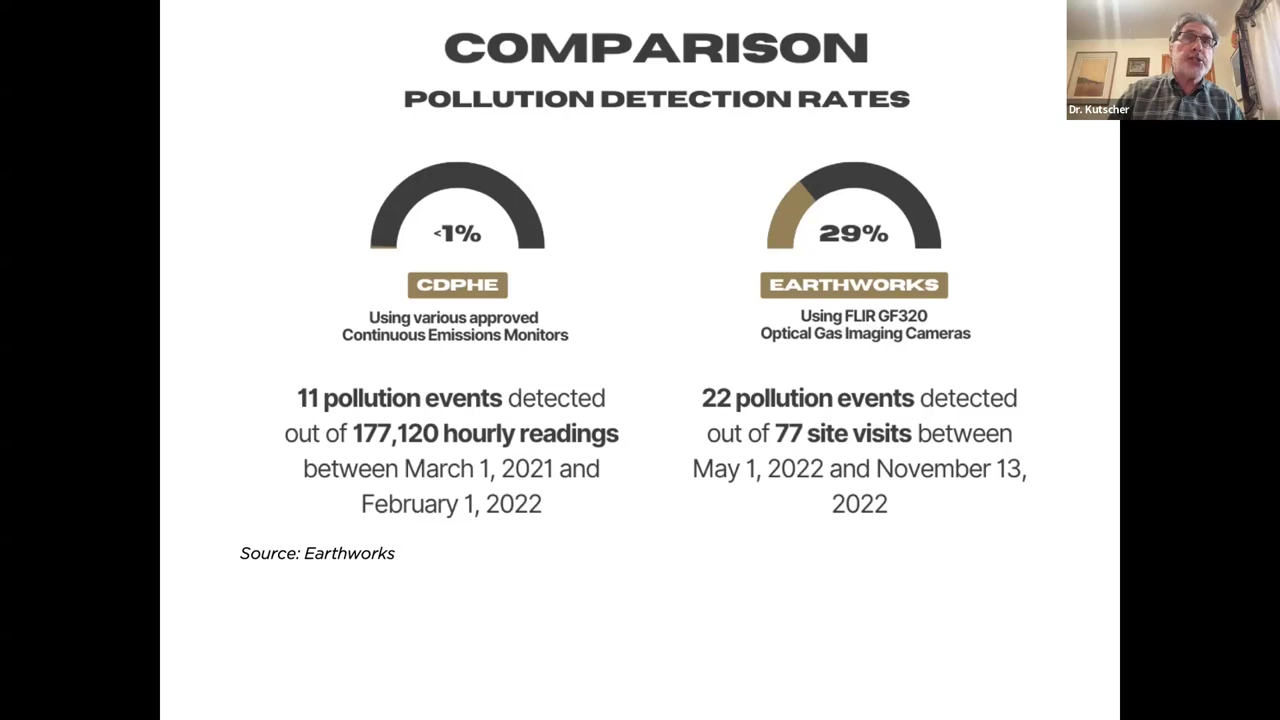 COMPARISON
POLLUTION DETECTION RATES
Dr. Kutscher
<1%
CDPHE
Using various approved
Continuous Emissions Monitors
11 pollution events detected
out of 177,120 hourly readings
between March 1, 2021 and
February 1, 2022
29%
EARTHWORKS
Using FLIR GF320
Optical Gas Imaging Cameras
22 pollution events detected
out of 77 site visits between
May 1, 2022 and November 13,
2022
Source: Earthworks